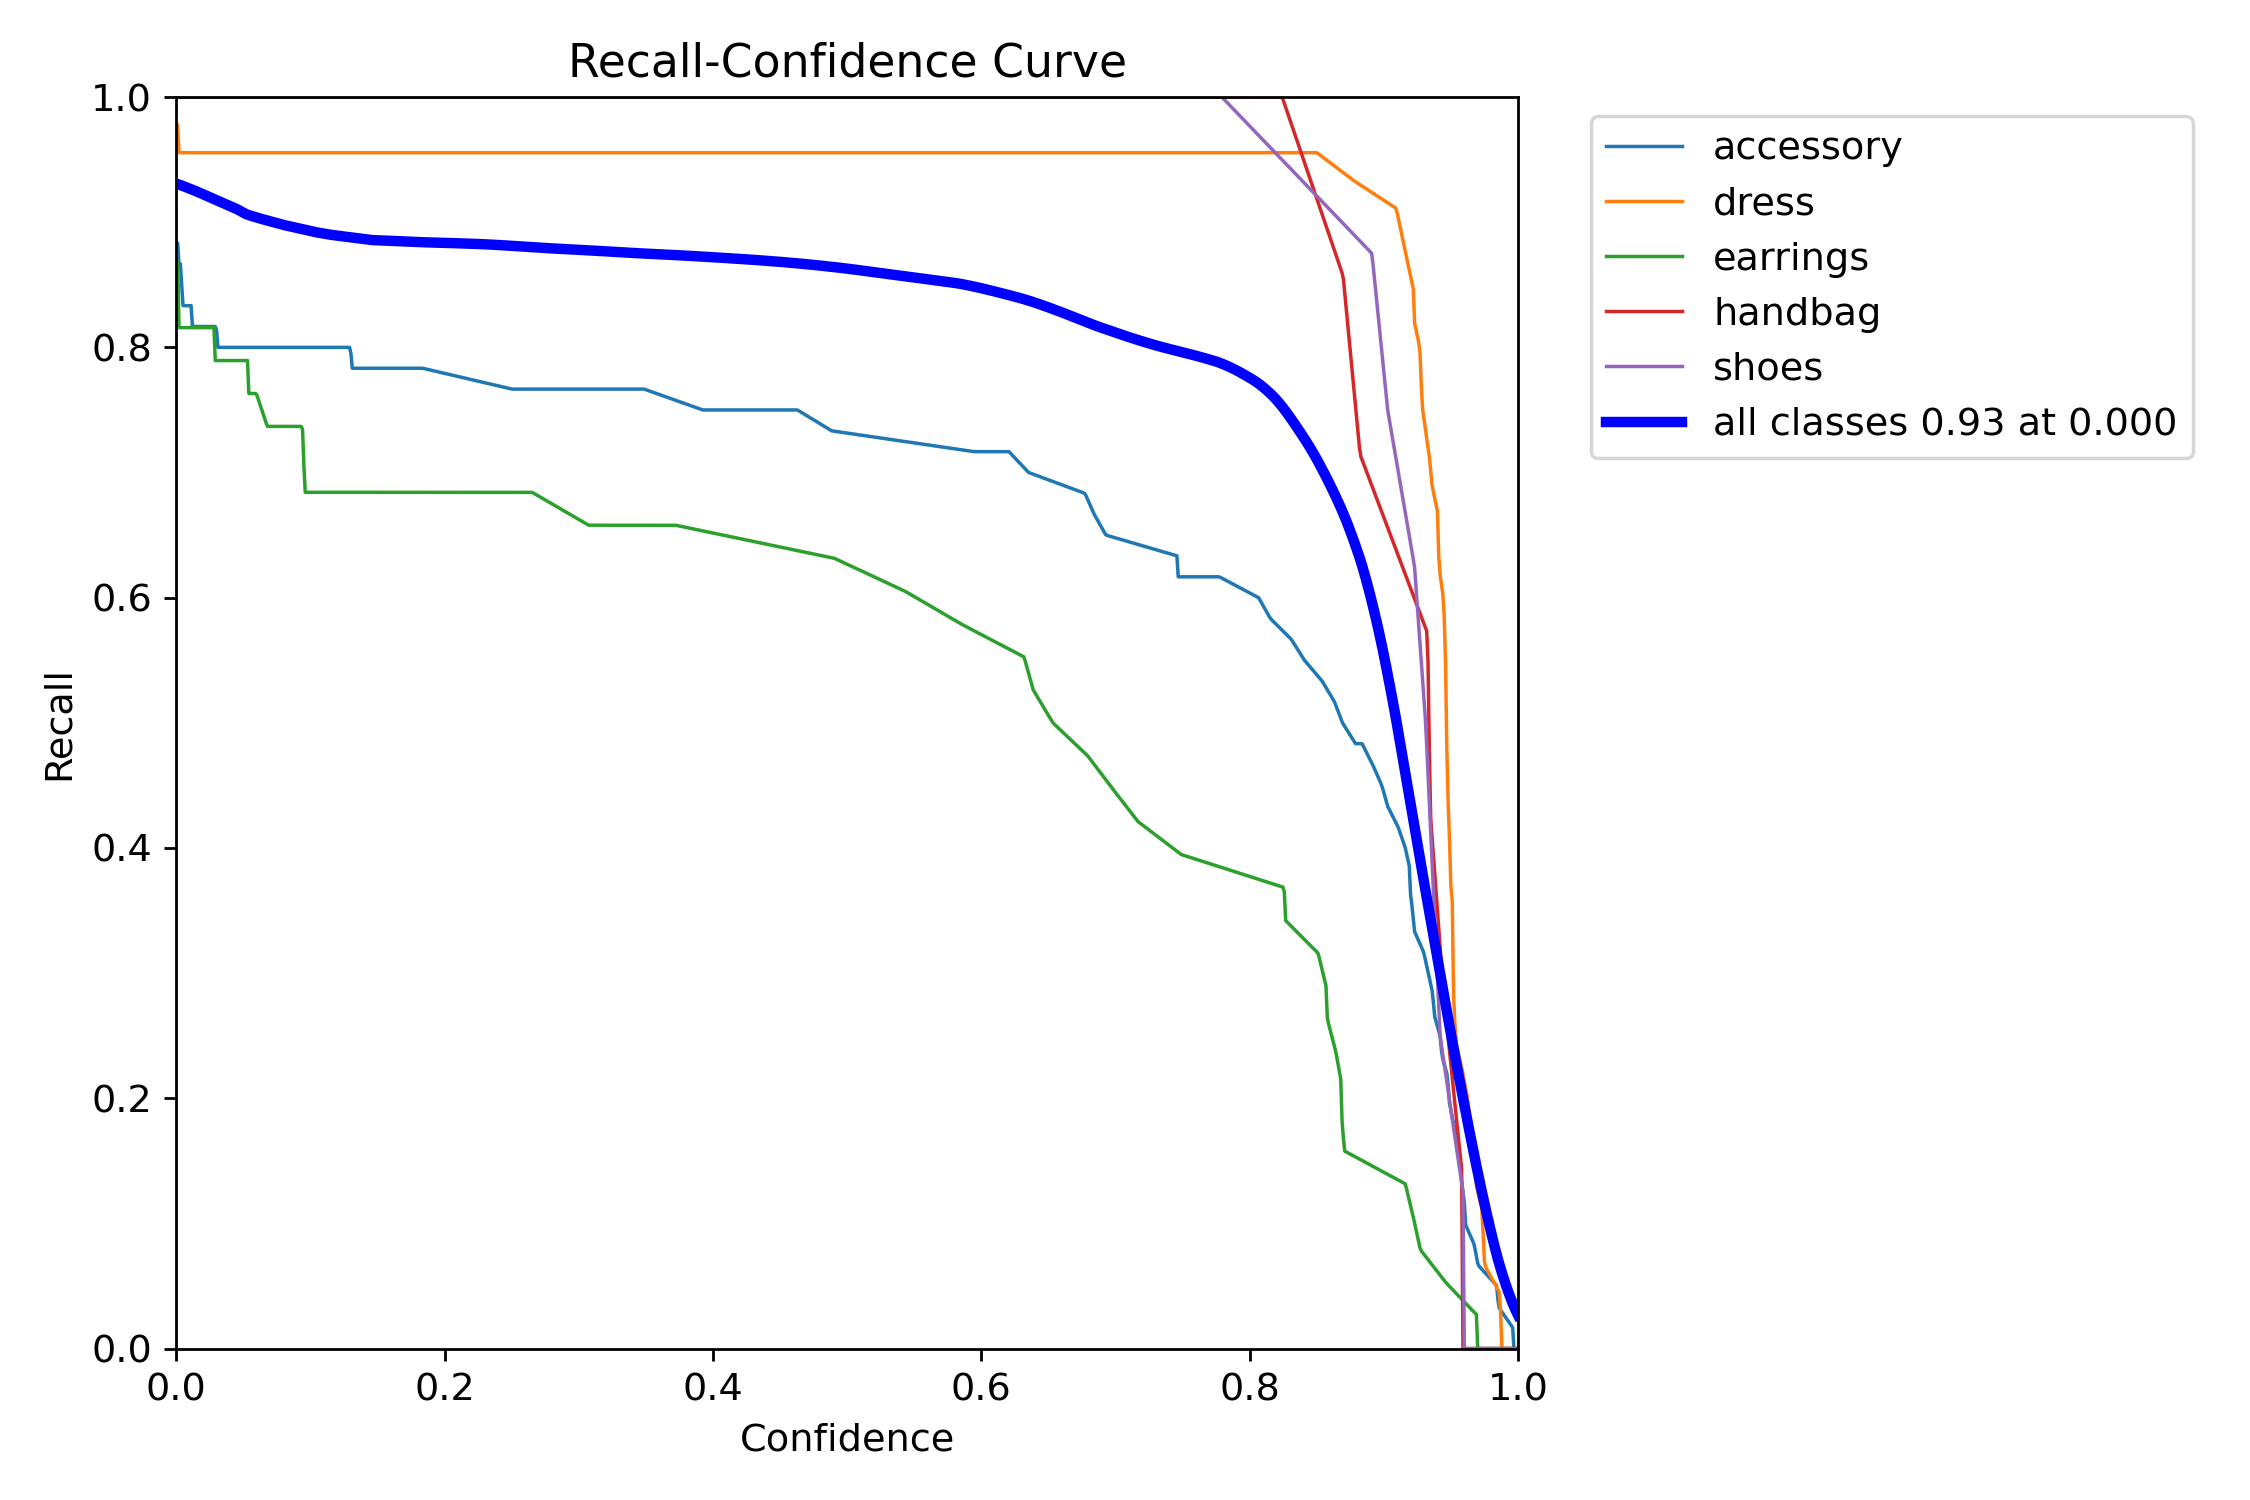 Recall-Confidence Curve
1.0
0.8
0.6
0.4
0.2
0.0
Recall
0.0 0.2 0.4 0.6 0.8 1.0
Confidence
accessory
dress
earrings
handbag
shoes
all classes 0.93 at 0.000